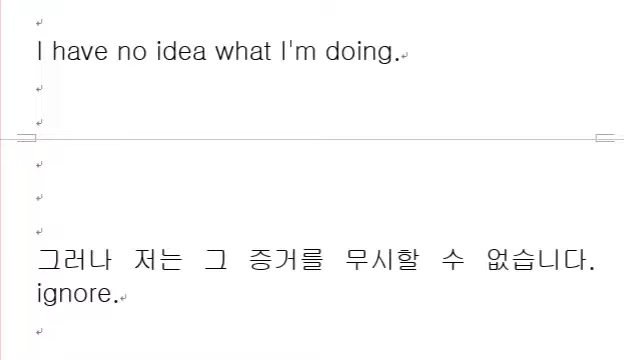 I have no idea what I'm doing.
그러나 저는 그 증거를 무시할 수 없습니다.
ignore.